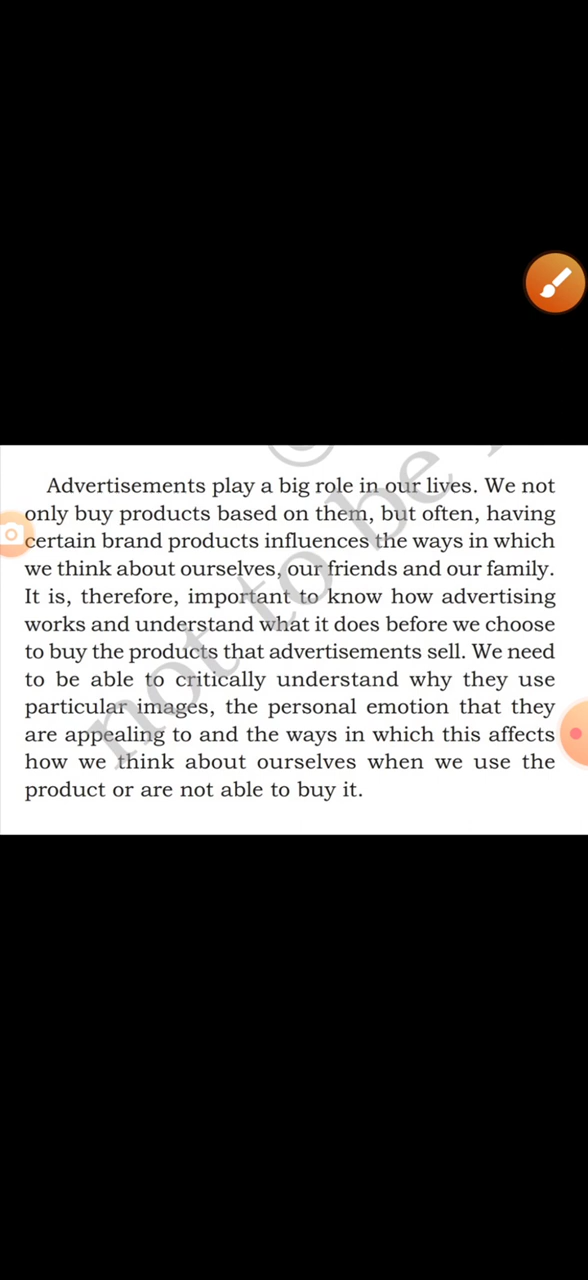 Advertisements play a big role in our lives. We not
only buy products based on them, but often, having
certain brand products influences the ways in which
we think about ourselves, our friends and our family.
It is, therefore, important to know how advertising
works and understand what it does before we choose
to buy the products that advertisements sell. We need
to be able to critically understand why they use
particular images, the personal emotion that they
are appealing to and the ways in which this affects
how we think about ourselves when we use the
product or are not able to buy it.
not to be